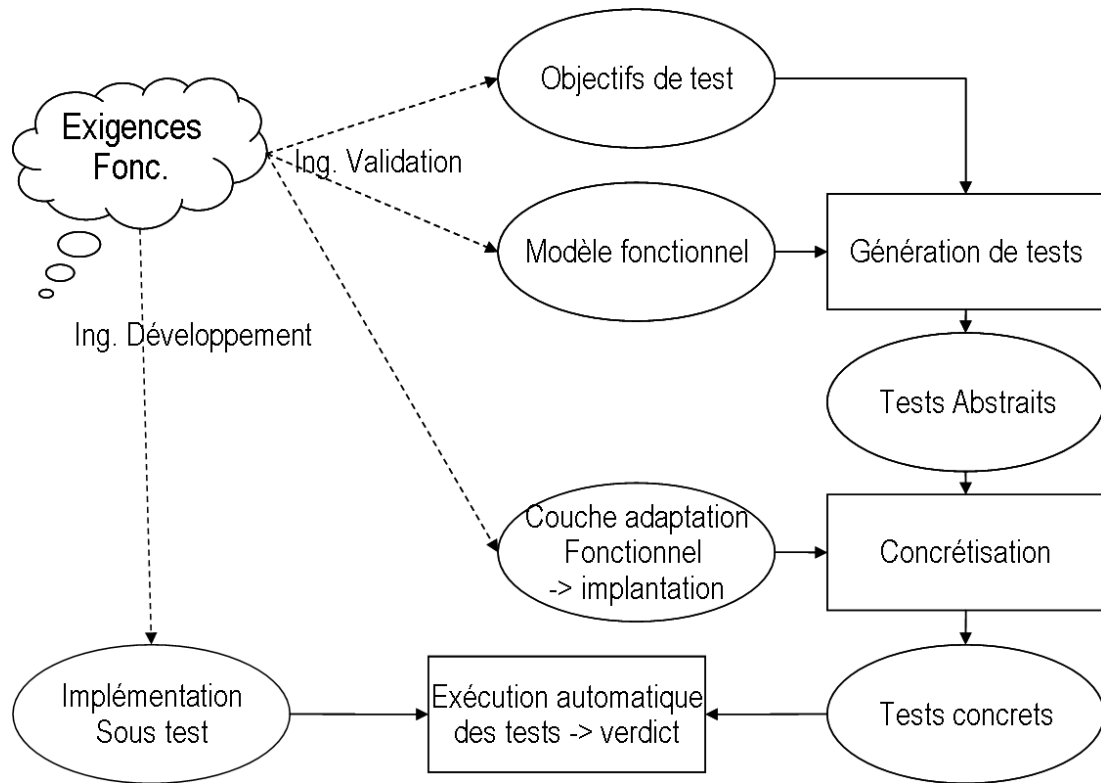 Exigences
Fonc.
Objectifs de test
Ing. Validation
Modèle fonctionnel
Génération de tests
Ing. Développement
Tests Abstraits
Couche adaptation
Fonctionnel
-> implantation
Concrétisation
Implémentation
Sous test
Exécution automatique
des tests -> verdict
Tests concrets